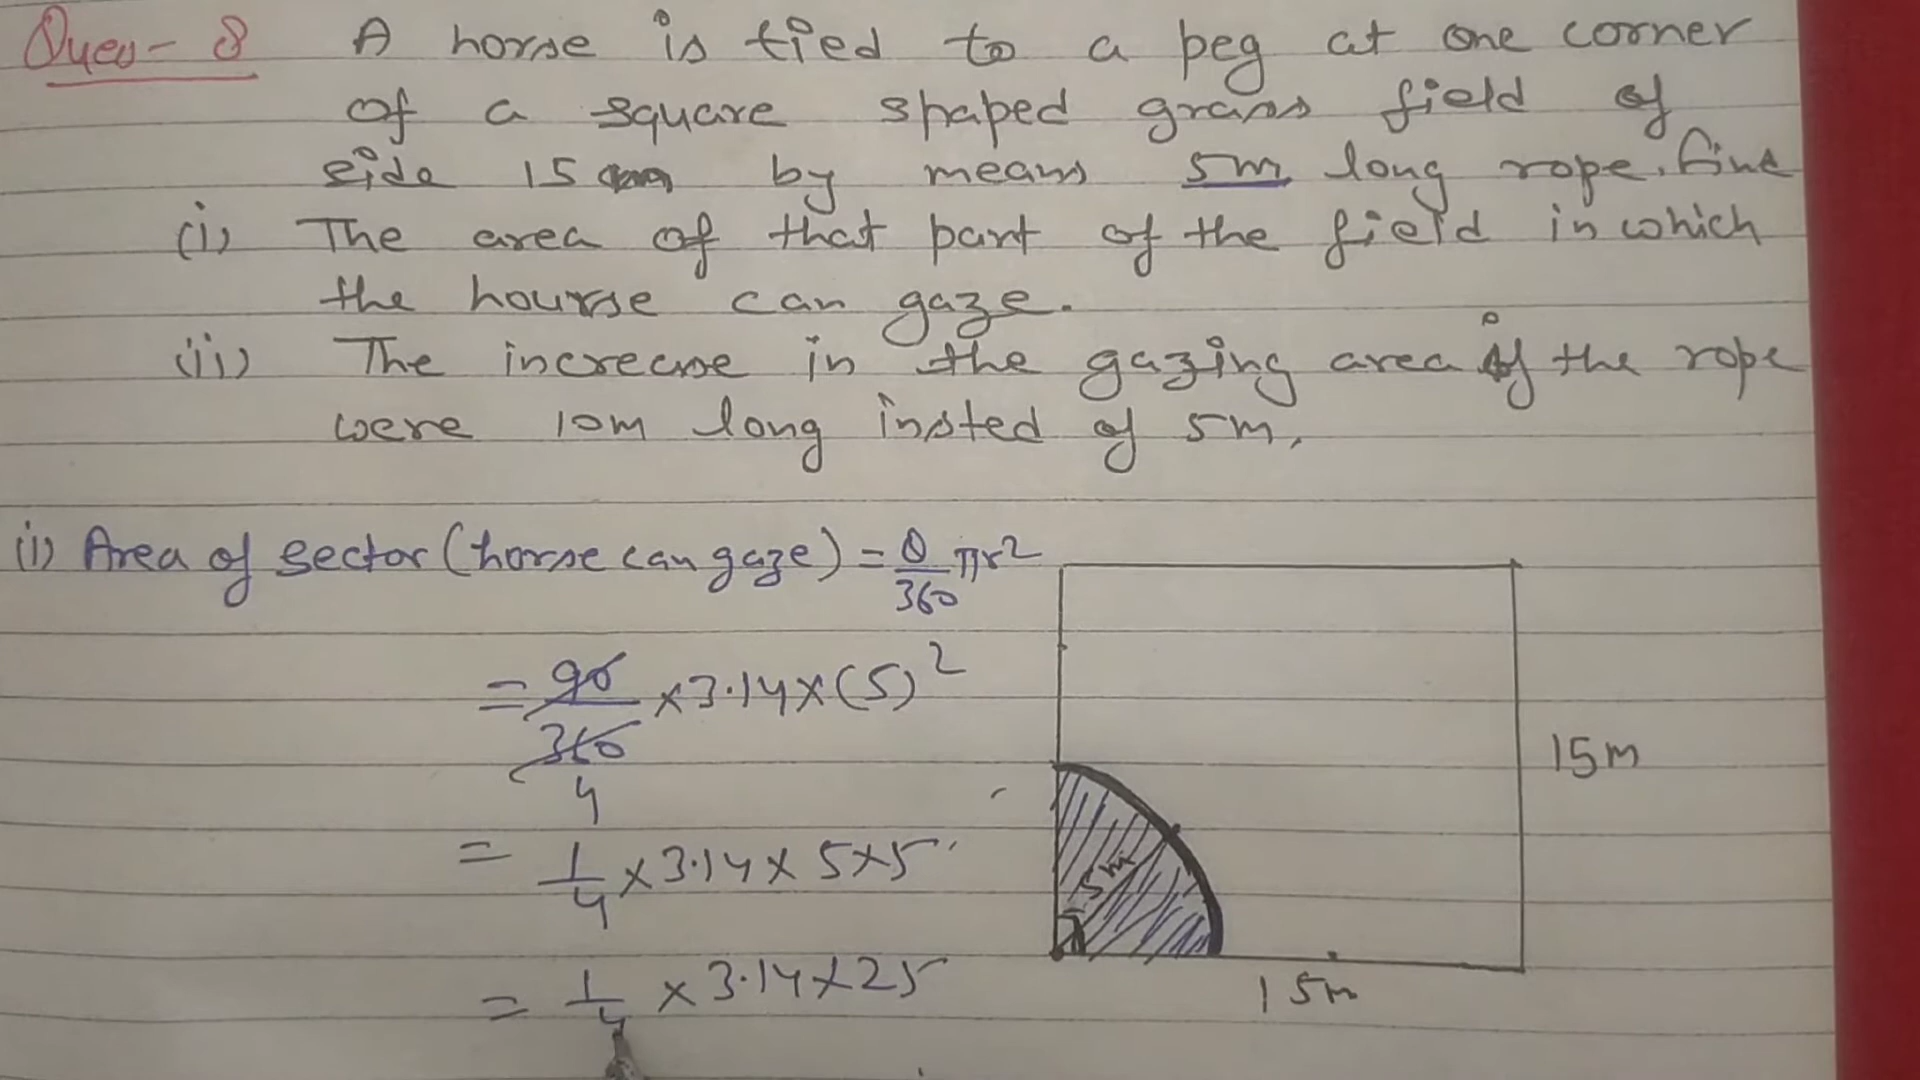 Ques- 8 A horse is tied to a peg at one corner
of a square shaped grass field of
side 15 by means 5m long rope. find
(i) The area of that part of the field in which
the hourse can gaze.
(ii) The increase in the gazing area if the rope
were 10m long insted of 5m.
(i) Area of sector (horse can gaze) = θ/360 πr²
= 90/360 × 3.14 × (5)²
4
= 1/4 × 3.14 × 5 × 5
= 1/4 × 3.14 × 25
15m
5m
15m